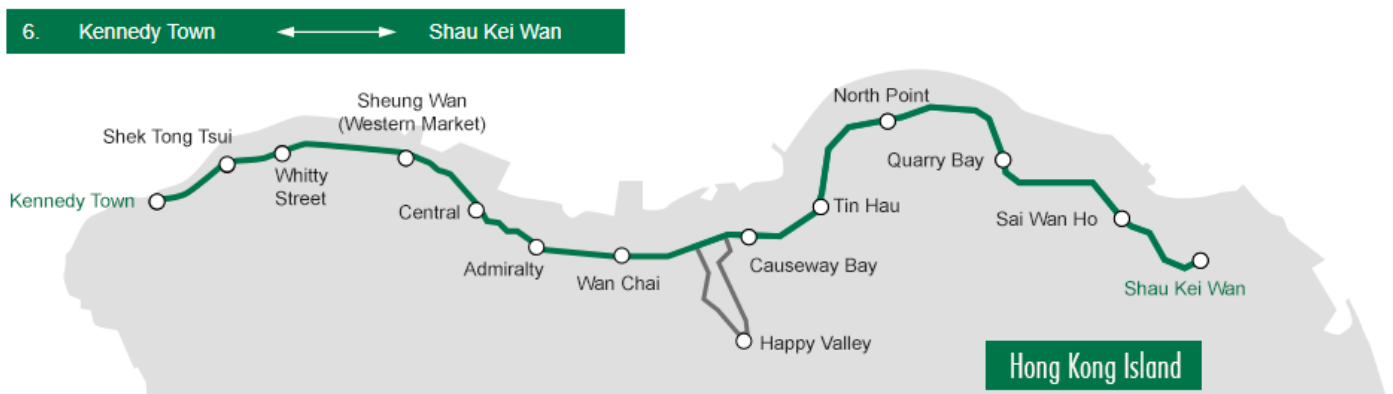 6. Kennedy Town Shau Kei Wan
Sheung Wan
(Western Market)
Shek Tong Tsui
Whitty
Street
Kennedy Town
Central
Admiralty
Wan Chai
Causeway Bay
Happy Valley
Tin Hau
North Point
Quarry Bay
Sai Wan Ho
Shau Kei Wan
Hong Kong Island